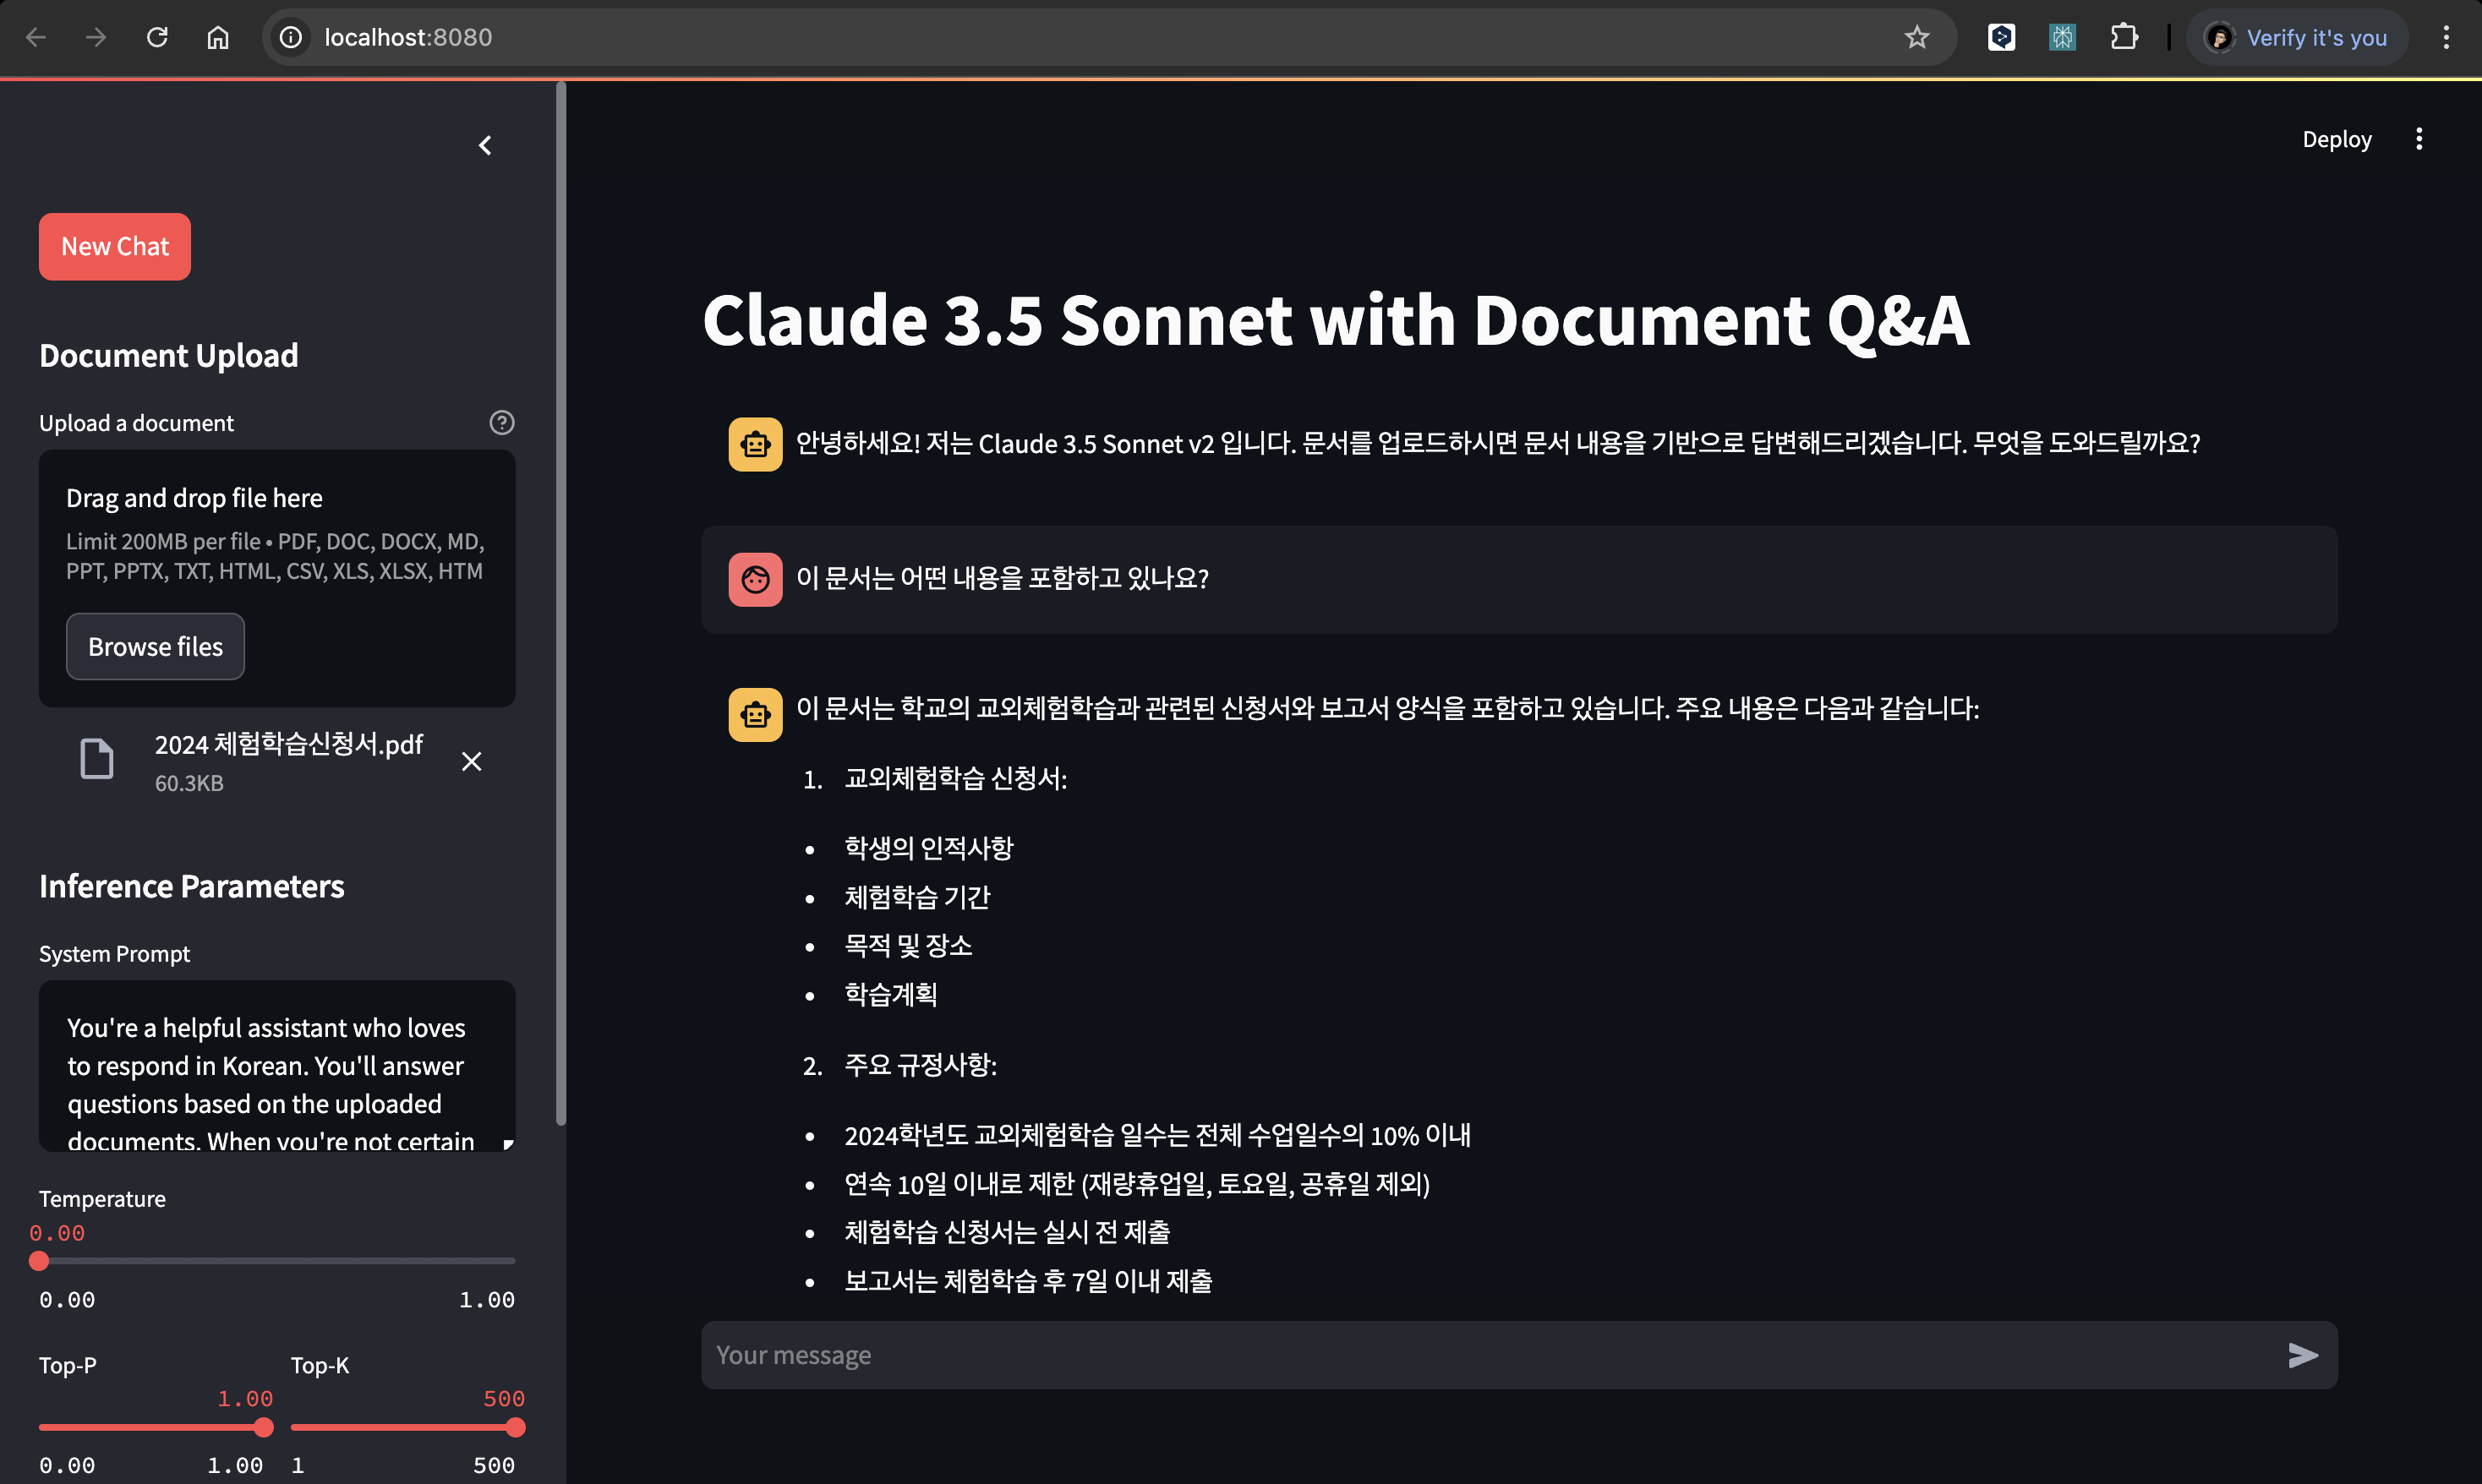 localhost:8080
Verify it's you
Deploy
New Chat
Document Upload
Upload a document
Drag and drop file here
Limit 200MB per file • PDF, DOC, DOCX, MD,
PPT, PPTX, TXT, HTML, CSV, XLS, XLSX, HTM
Browse files
2024 체험학습신청서.pdf
60.3KB
Inference Parameters
System Prompt
You're a helpful assistant who loves
to respond in Korean. You'll answer
questions based on the uploaded
documents. When you're not certain
Temperature
0.00
0.00 1.00
Top-P Top-K
1.00 500
0.00 1.00 1 500
Claude 3.5 Sonnet with Document Q&A
안녕하세요! 저는 Claude 3.5 Sonnet v2 입니다. 문서를 업로드하시면 문서 내용을 기반으로 답변해드리겠습니다. 무엇을 도와드릴까요?
이 문서는 어떤 내용을 포함하고 있나요?
이 문서는 학교의 교외체험학습과 관련된 신청서와 보고서 양식을 포함하고 있습니다. 주요 내용은 다음과 같습니다:
1. 교외체험학습 신청서:
• 학생의 인적사항
• 체험학습 기간
• 목적 및 장소
• 학습계획
2. 주요 규정사항:
• 2024학년도 교외체험학습 일수는 전체 수업일수의 10% 이내
• 연속 10일 이내로 제한 (재량휴업일, 토요일, 공휴일 제외)
• 체험학습 신청서는 실시 전 제출
• 보고서는 체험학습 후 7일 이내 제출
Your message